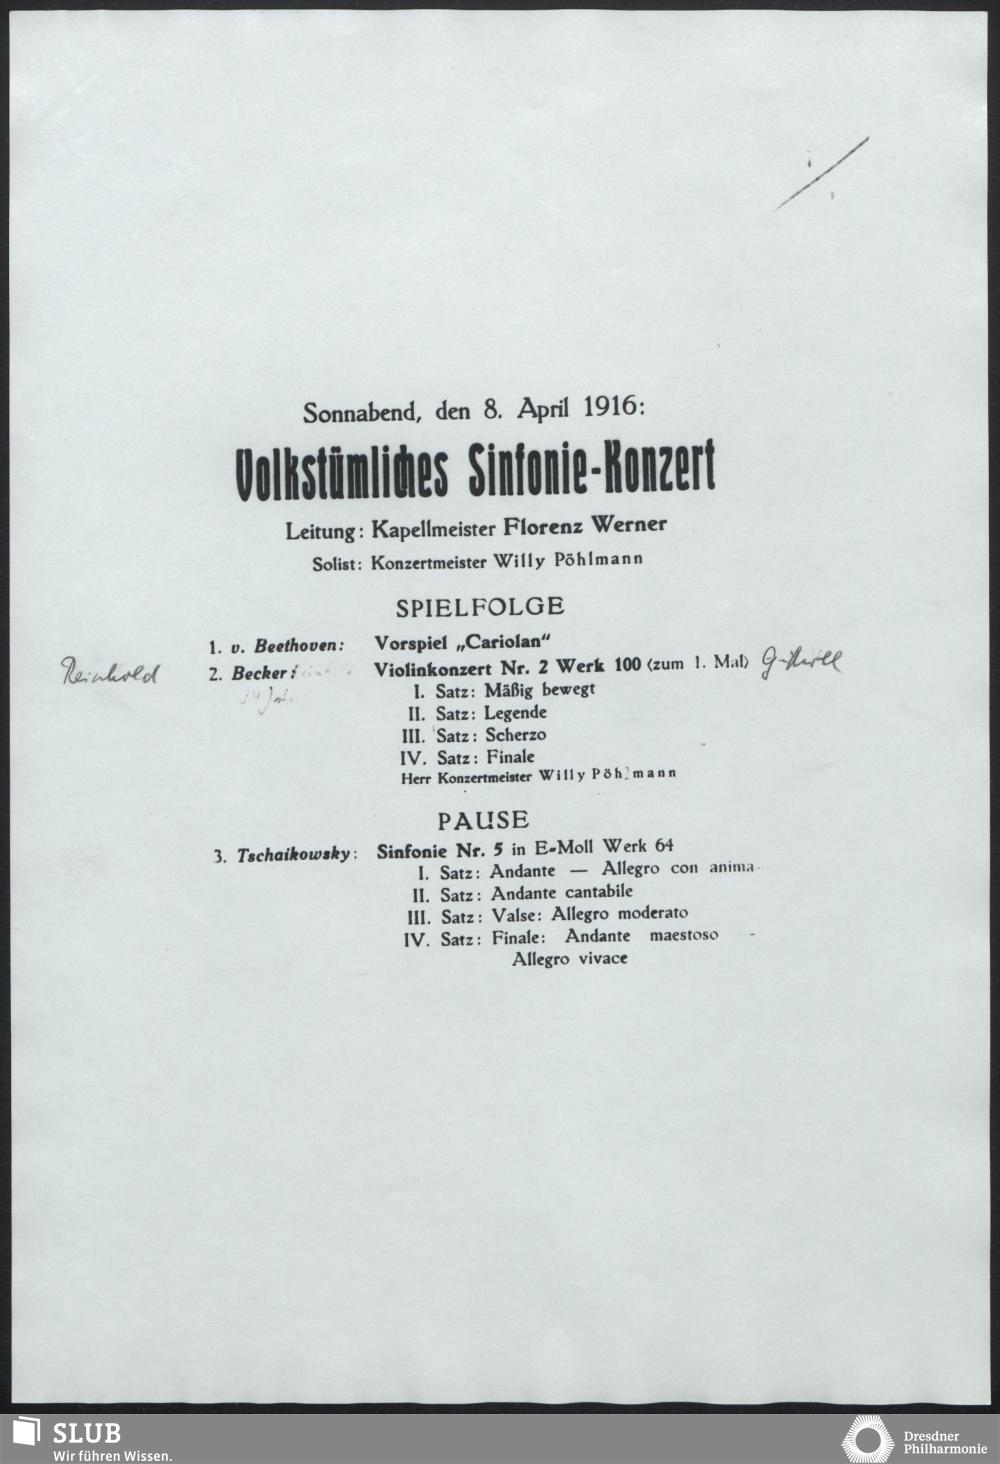 Sonnabend, den 8. April 1916:
Volkstümliches Sinfonie-Konzert
Leitung: Kapellmeister Florenz Werner
Solist: Konzertmeister Willy Pöhlmann
SPIELFOLGE
1. v. Beethoven: Vorspiel „Cariolan“
Reinhold 2. Becker: Violinkonzert Nr. 2 Werk 100 (zum 1. Mal) G-Moll
I. Satz: Mäßig bewegt
II. Satz: Legende
III. Satz: Scherzo
IV. Satz: Finale
Herr Konzertmeister Willy Pöhlmann
PAUSE
3. Tschaikowsky: Sinfonie Nr. 5 in E-Moll Werk 64
I. Satz: Andante — Allegro con anima
II. Satz: Andante cantabile
III. Satz: Valse: Allegro moderato
IV. Satz: Finale: Andante maestoso -
Allegro vivace
SLUB
Wir führen Wissen.
Dresdner
Philharmonie